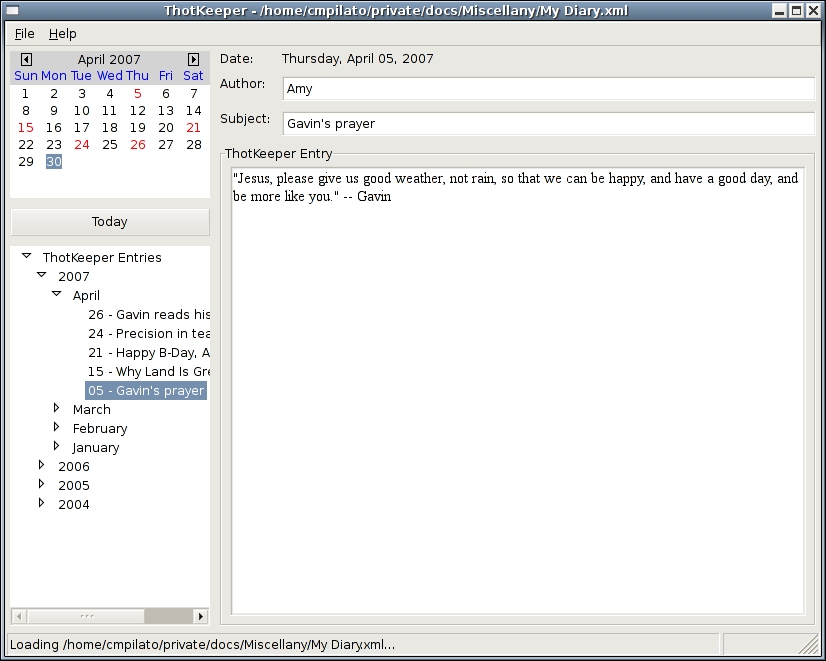 ThotKeeper - /home/cmpilato/private/docs/Miscellany/My Diary.xml
File Help
April 2007
Sun Mon Tue Wed Thu Fri Sat
1 2 3 4 5 6 7
8 9 10 11 12 13 14
15 16 17 18 19 20 21
22 23 24 25 26 27 28
29 30
Today
ThotKeeper Entries
2007
April
26 - Gavin reads his
24 - Precision in tea
21 - Happy B-Day, A
15 - Why Land Is Gre
05 - Gavin's prayer
March
February
January
2006
2005
2004
Date: Thursday, April 05, 2007
Author: Amy
Subject: Gavin's prayer
ThotKeeper Entry
"Jesus, please give us good weather, not rain, so that we can be happy, and have a good day, and
be more like you." -- Gavin
Loading /home/cmpilato/private/docs/Miscellany/My Diary.xml...